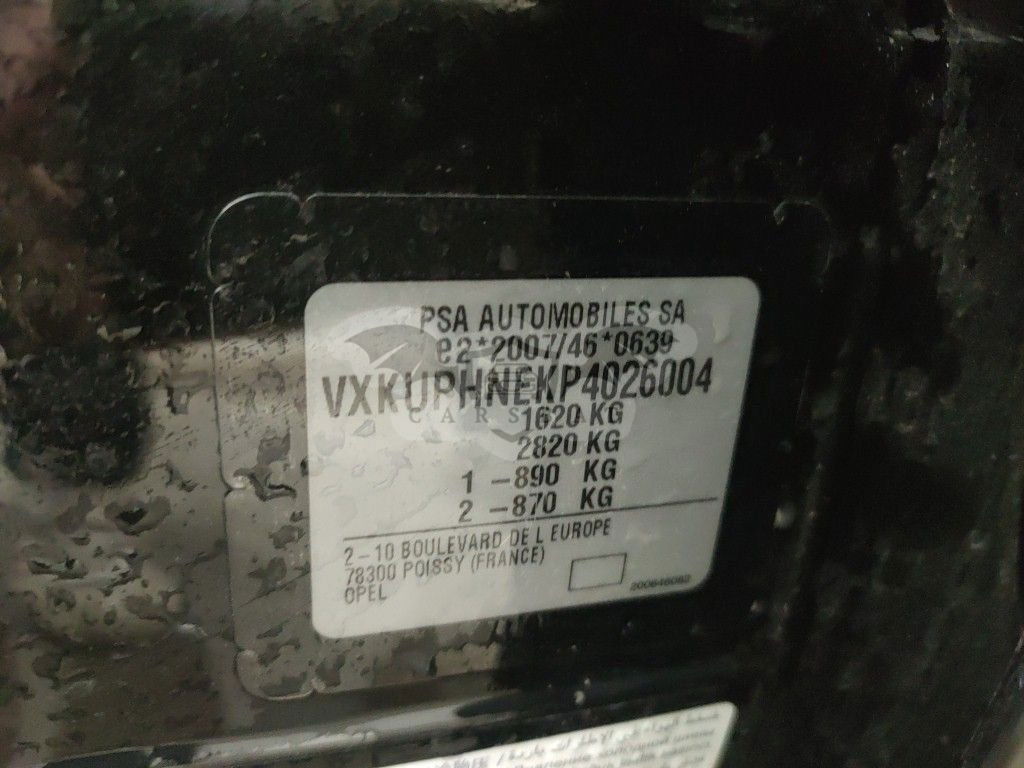 PSA AUTOMOBILES SA
e2*2007/46*0639
VXKUPHNEKP4026004
CARS
1620 KG
2820 KG
1 -890 KG
2 -870 KG
2-10 BOULEVARD DE L EUROPE
78300 POISSY (FRANCE)
OPEL